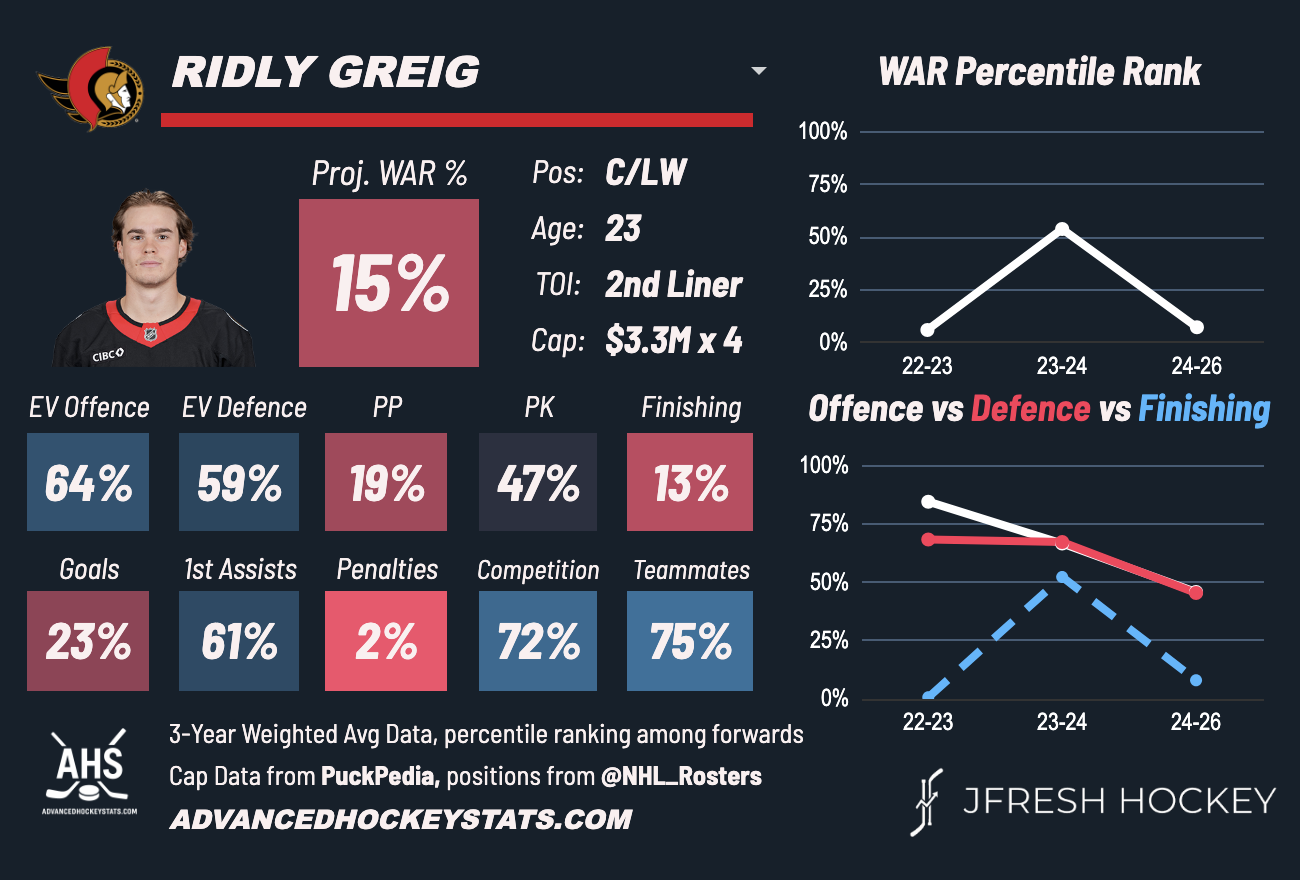 RIDLY GREIG
Proj. WAR %
15%
Pos: C/LW
Age: 23
TOI: 2nd Liner
Cap: $3.3M x 4
CIBC
EV Offence EV Defence PP PK Finishing
64% 59% 19% 47% 13%
Goals 1st Assists Penalties Competition Teammates
23% 61% 2% 72% 75%
WAR Percentile Rank
100%
75%
50%
25%
0%
22-23 23-24 24-26
Offence vs Defence vs Finishing
100%
75%
50%
25%
0%
22-23 23-24 24-26
AHS
ADVANCEDHOCKEYSTATS.COM
3-Year Weighted Avg Data, percentile ranking among forwards
Cap Data from PuckPedia, positions from @NHL_Rosters
ADVANCEDHOCKEYSTATS.COM
JFRESH HOCKEY